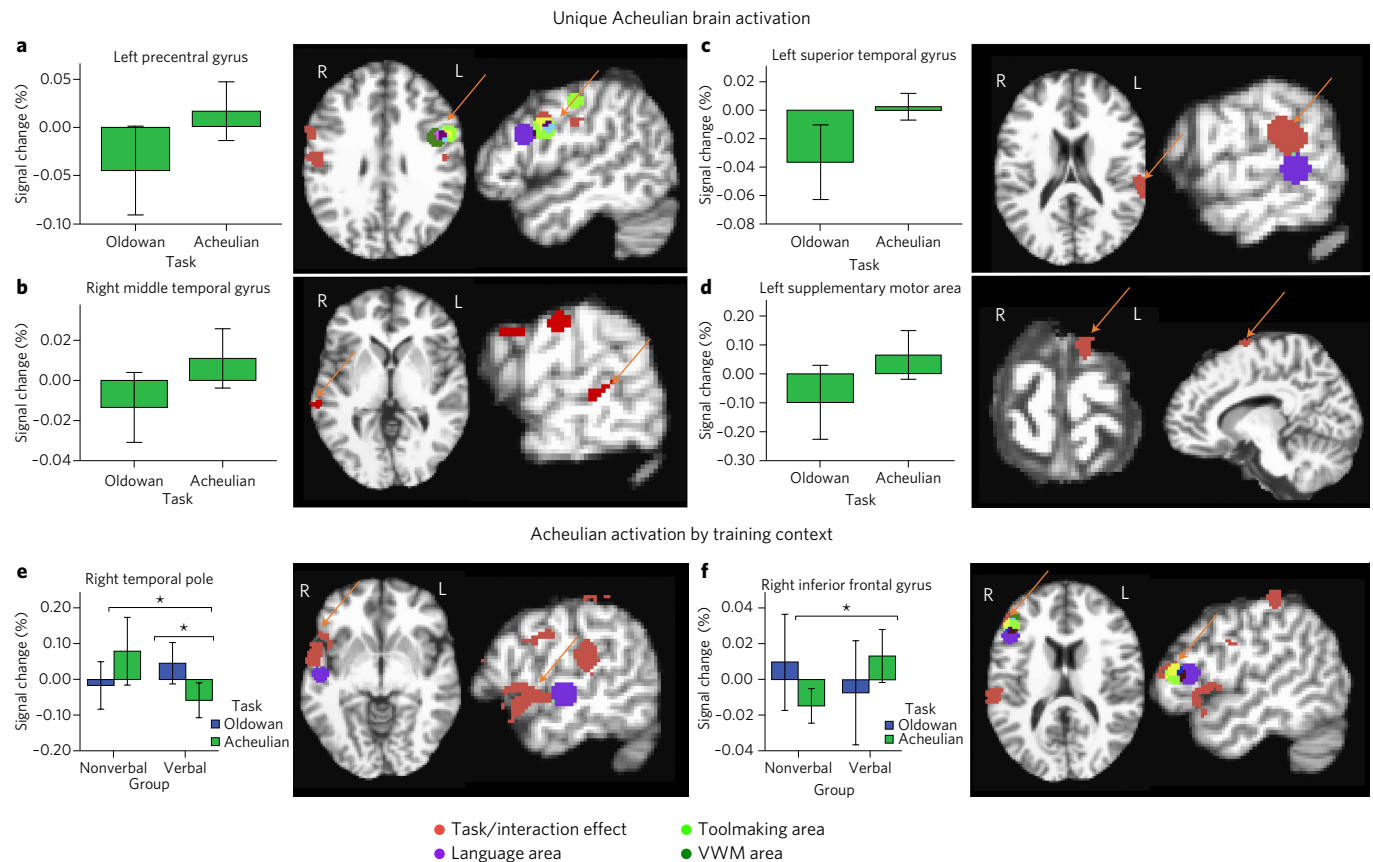 Unique Acheulian brain activation
a
Left precentral gyrus
Signal change (%)
0.05
0.00
−0.05
−0.10
Oldowan Acheulian
Task
R L
c
Left superior temporal gyrus
Signal change (%)
0.02
0.00
−0.02
−0.04
−0.06
−0.08
Oldowan Acheulian
Task
R L
b
Right middle temporal gyrus
Signal change (%)
0.02
0.00
−0.02
−0.04
Oldowan Acheulian
Task
R L
d
Left supplementary motor area
Signal change (%)
0.20
0.10
0.00
−0.10
−0.20
−0.30
Oldowan Acheulian
Task
R L
Acheulian activation by training context
e
Right temporal pole
Signal change (%)
0.20
0.10
0.00
−0.10
−0.20
*
*
Task
Oldowan
Acheulian
Nonverbal Verbal
Group
R L
f
Right inferior frontal gyrus
Signal change (%)
0.04
0.02
0.00
−0.02
−0.04
*
Task
Oldowan
Acheulian
Nonverbal Verbal
Group
R L
Task/interaction effect
Toolmaking area
Language area
VWM area